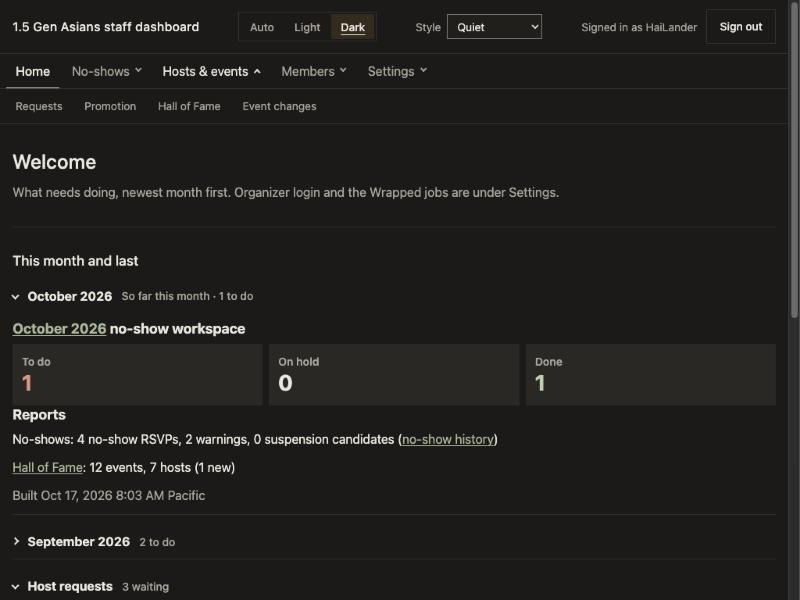 1.5 Gen Asians staff dashboard
Auto Light Dark
Style Quiet
Signed in as HaiLander
Sign out
Home No-shows Hosts & events Members Settings
Requests Promotion Hall of Fame Event changes
Welcome
What needs doing, newest month first. Organizer login and the Wrapped jobs are under Settings.
This month and last
October 2026 So far this month · 1 to do
October 2026 no-show workspace
To do On hold Done
1 0 1
Reports
No-shows: 4 no-show RSVPs, 2 warnings, 0 suspension candidates (no-show history)
Hall of Fame: 12 events, 7 hosts (1 new)
Built Oct 17, 2026 8:03 AM Pacific
September 2026 2 to do
Host requests 3 waiting